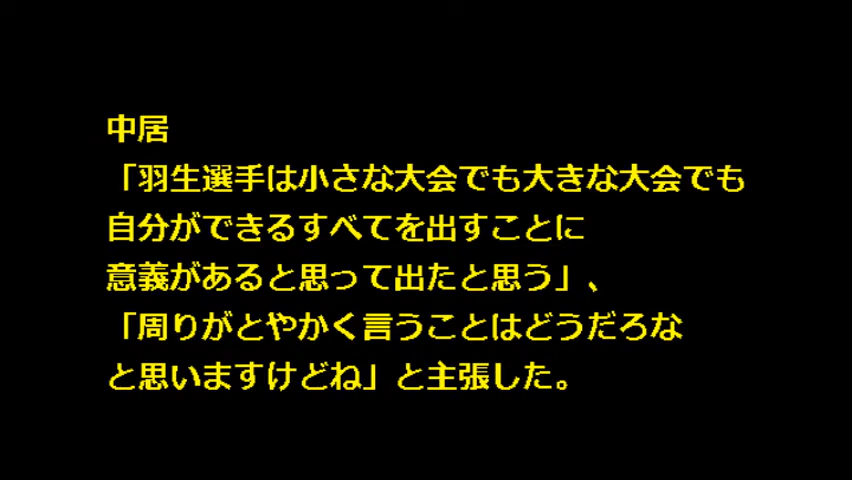 中居
「羽生選手は小さな大会でも大きな大会でも
自分ができるすべてを出すことに
意義があると思って出たと思う」、
「周りがとやかく言うことはどうだろな
と思いますけどね」と主張した。